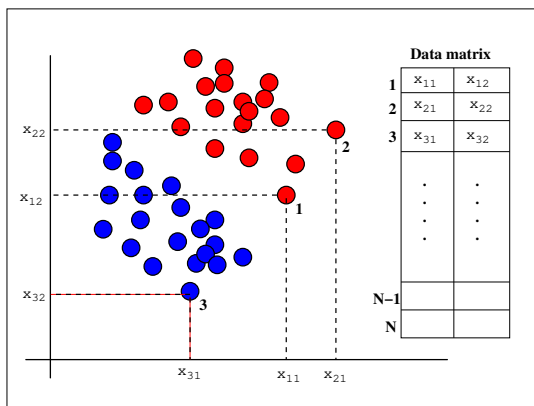 Data matrix
1 x₁₁ x₁₂
2 x₂₁ x₂₂
3 x₃₁ x₃₂
. .
. .
. .
. .
N−1
N
x₂₂
x₁₂
x₃₂
2
1
3
x₃₁ x₁₁ x₂₁